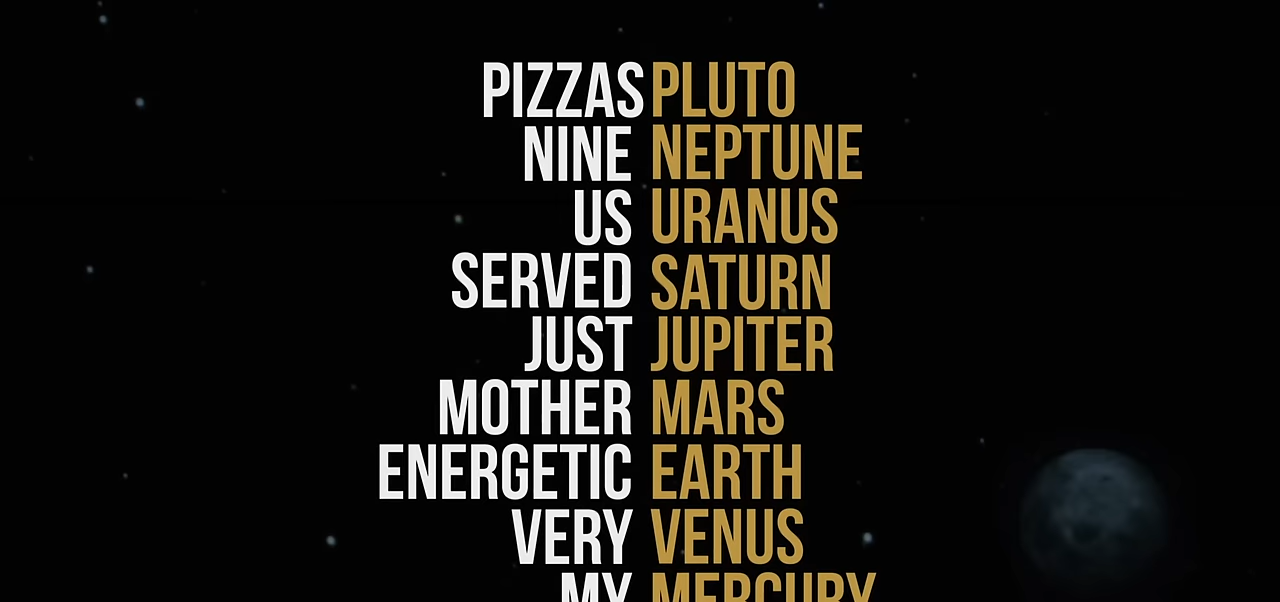 PIZZAS PLUTO
NINE NEPTUNE
US URANUS
SERVED SATURN
JUST JUPITER
MOTHER MARS
ENERGETIC EARTH
VERY VENUS
MY MERCURY